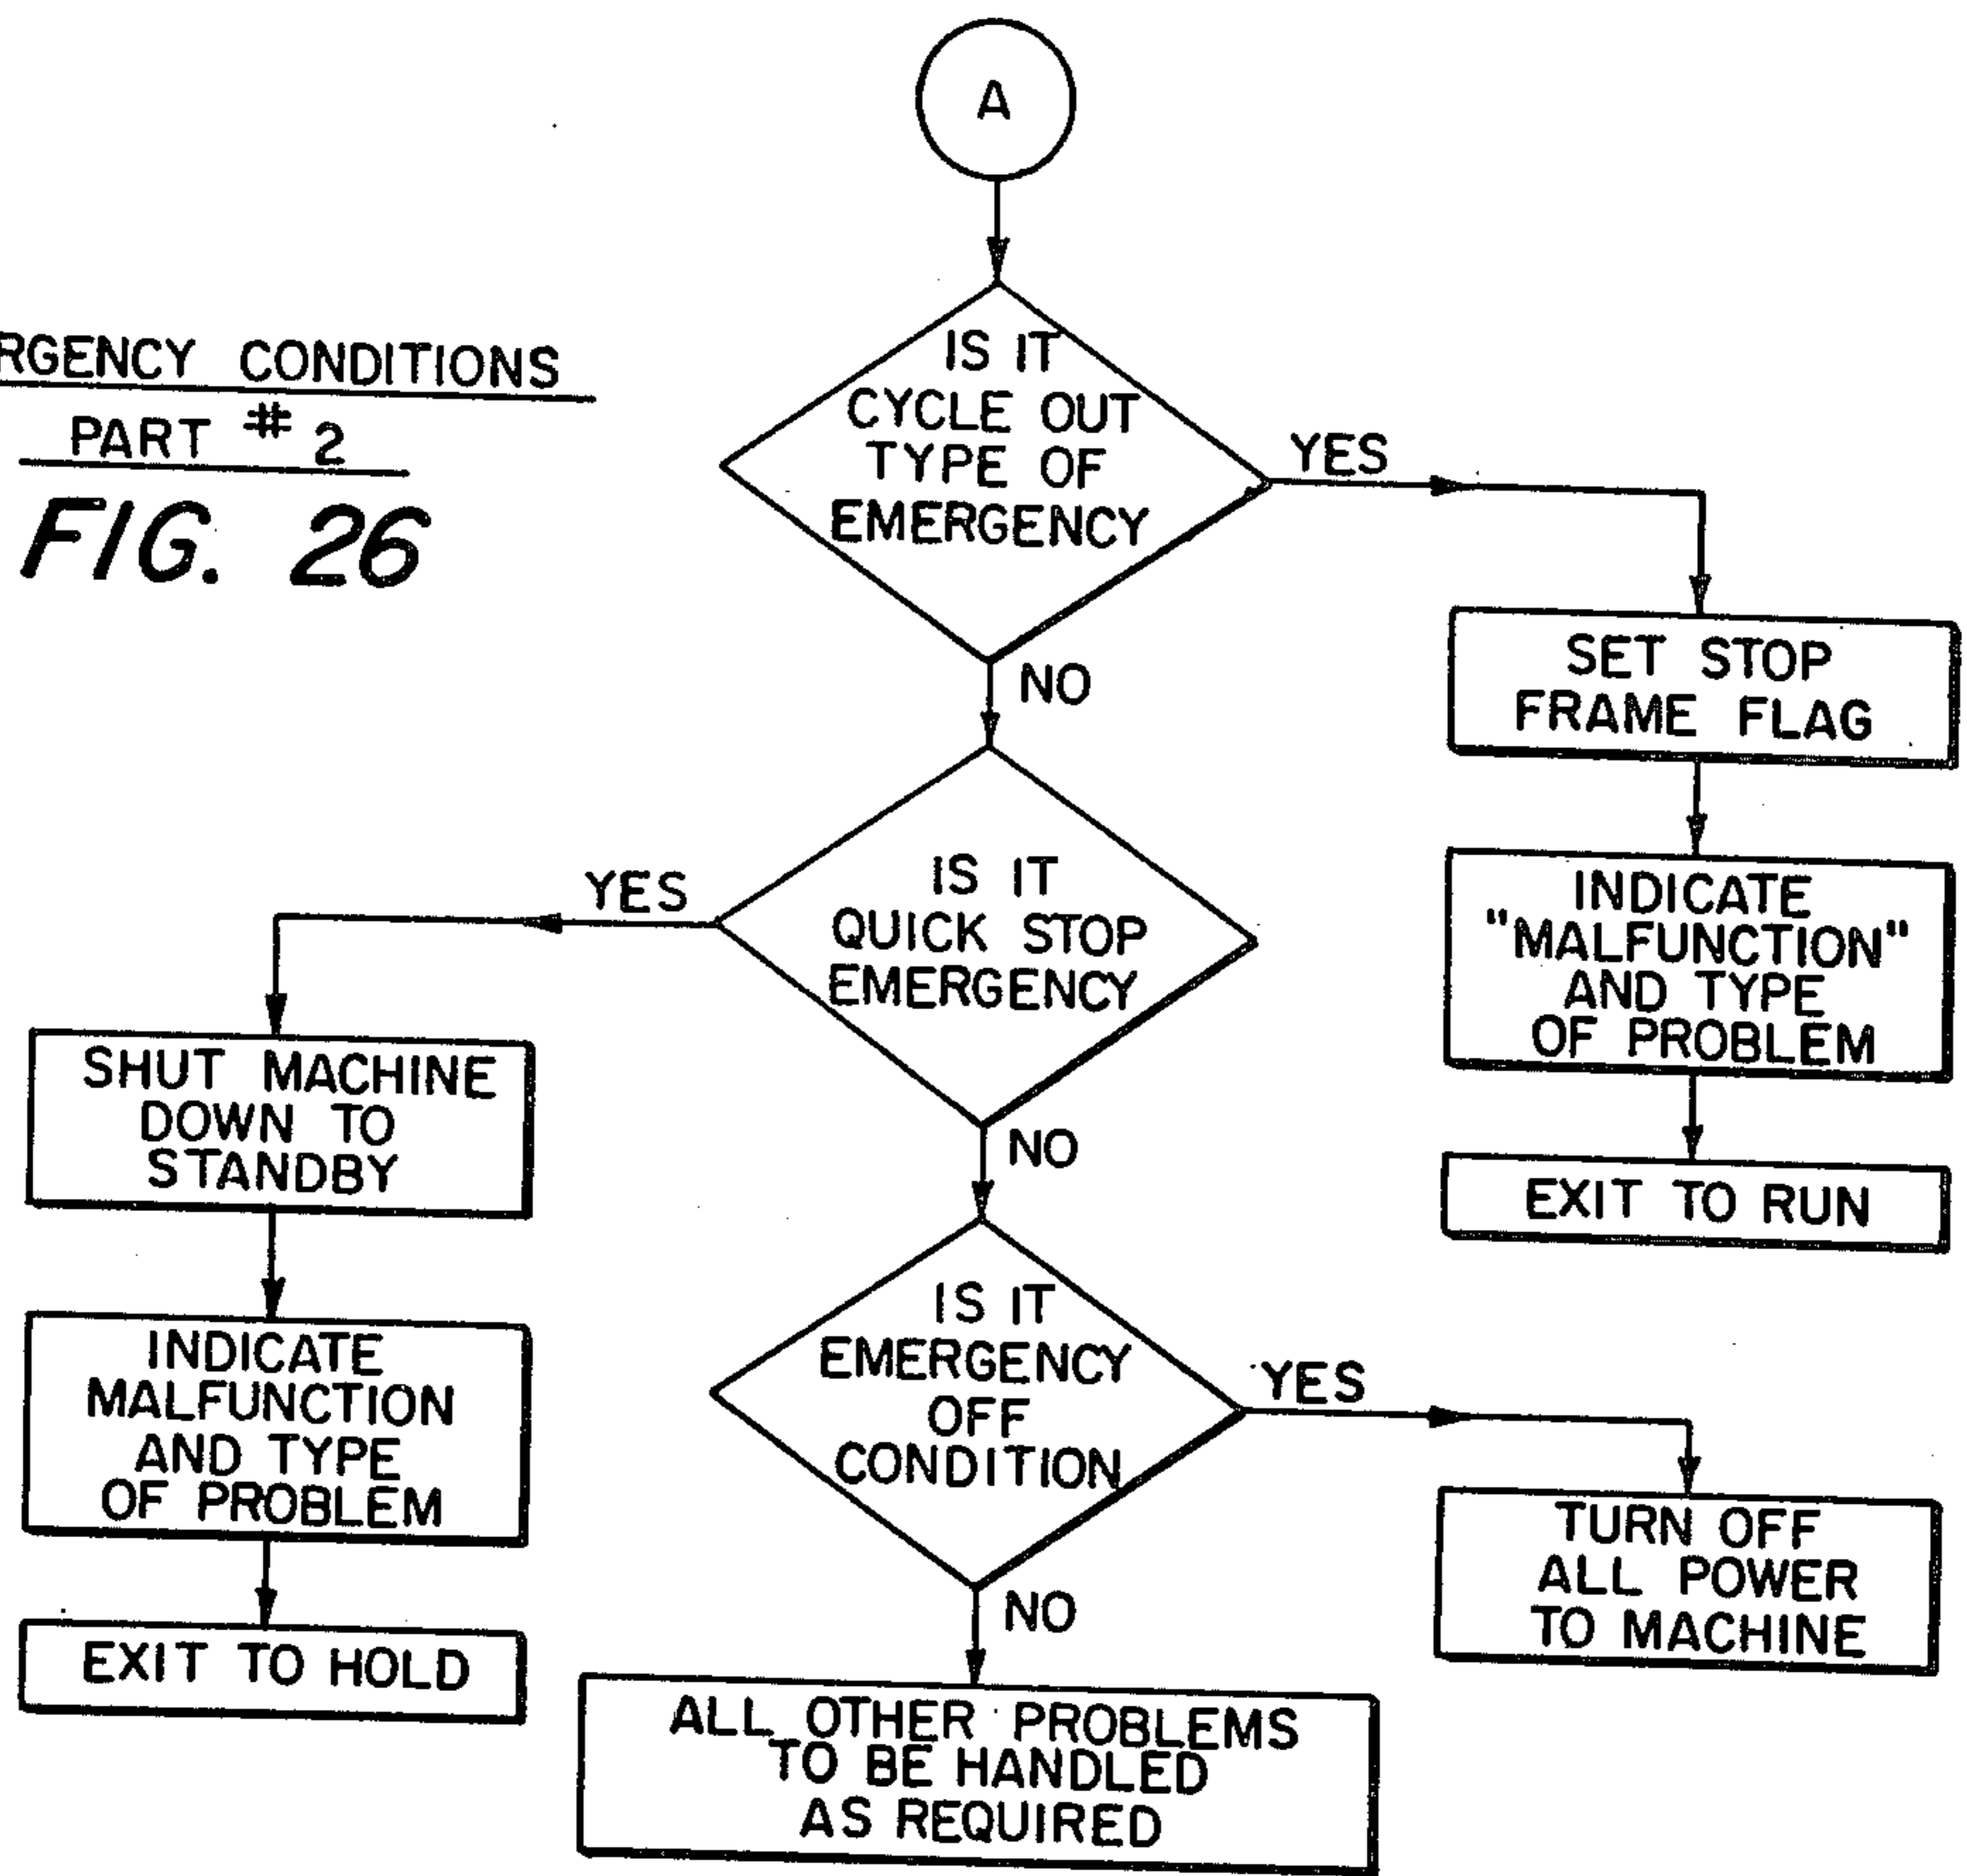 A
RGENCY CONDITIONS
PART # 2
FIG. 26
IS IT
CYCLE OUT
TYPE OF
EMERGENCY
YES
NO
SET STOP
FRAME FLAG
INDICATE
"MALFUNCTION"
AND TYPE
OF PROBLEM
EXIT TO RUN
IS IT
QUICK STOP
EMERGENCY
YES
NO
SHUT MACHINE
DOWN TO
STANDBY
INDICATE
MALFUNCTION
AND TYPE
OF PROBLEM
EXIT TO HOLD
IS IT
EMERGENCY
OFF
CONDITION
YES
NO
TURN OFF
ALL POWER
TO MACHINE
ALL OTHER PROBLEMS
TO BE HANDLED
AS REQUIRED